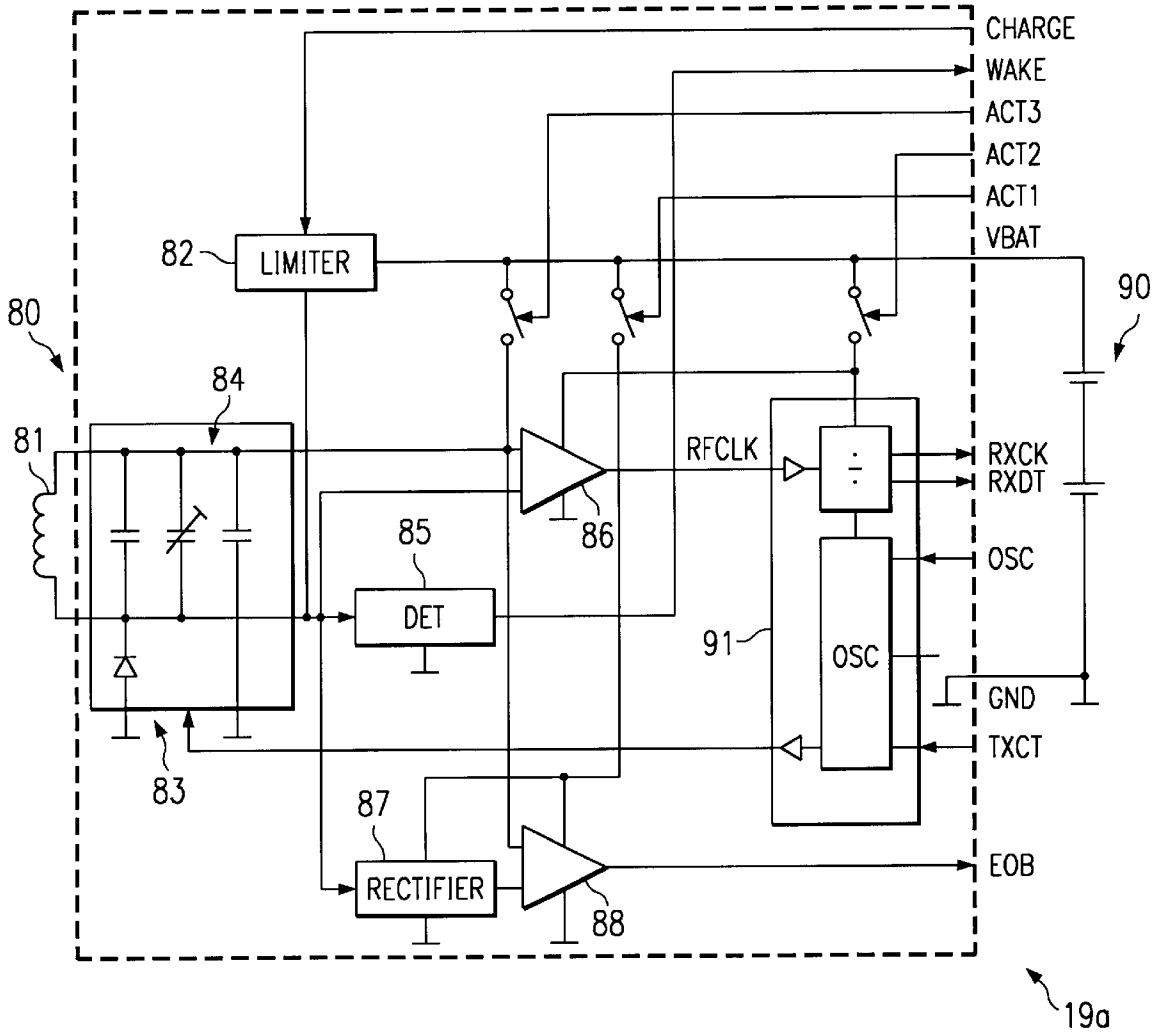 CHARGE
WAKE
ACT3
ACT2
ACT1
VBAT
82
LIMITER
80
90
84
81
RFCLK
÷
RXCK
RXDT
86
85
DET
OSC
91
OSC
GND
TXCT
83
87
RECTIFIER
EOB
88
19a